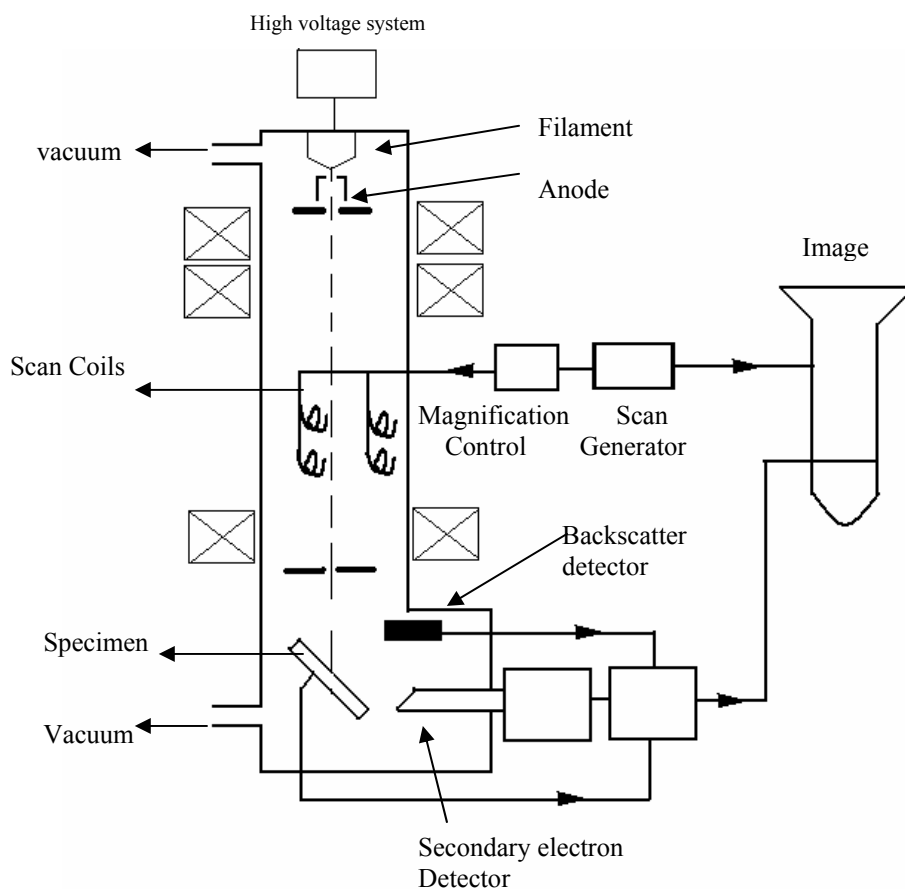 High voltage system
Filament
vacuum
Anode
Image
Scan Coils
Magnification
Control
Scan
Generator
Backscatter
detector
Specimen
Vacuum
Secondary electron
Detector